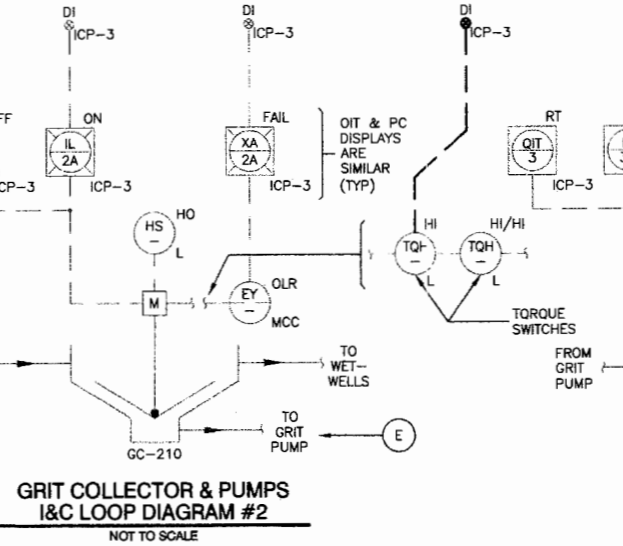 DI
DI
DI
ICP-3
ICP-3
ICP-3
FF
ON
FAIL
RT
IL
2A
XA
2A
OIT & PC
DISPLAYS
ARE
SIMILAR
(TYP)
QIT
3
CP-3
ICP-3
ICP-3
ICP-3
HS
-
HO
L
HI
HI/HI
TQH
-
L
TQH
-
L
M
EY
-
OLR
MCC
TORQUE
SWITCHES
TO
WET-
WELLS
FROM
GRIT
PUMP
TO
GRIT
PUMP
E
GC-210
GRIT COLLECTOR & PUMPS
I&C LOOP DIAGRAM #2
NOT TO SCALE